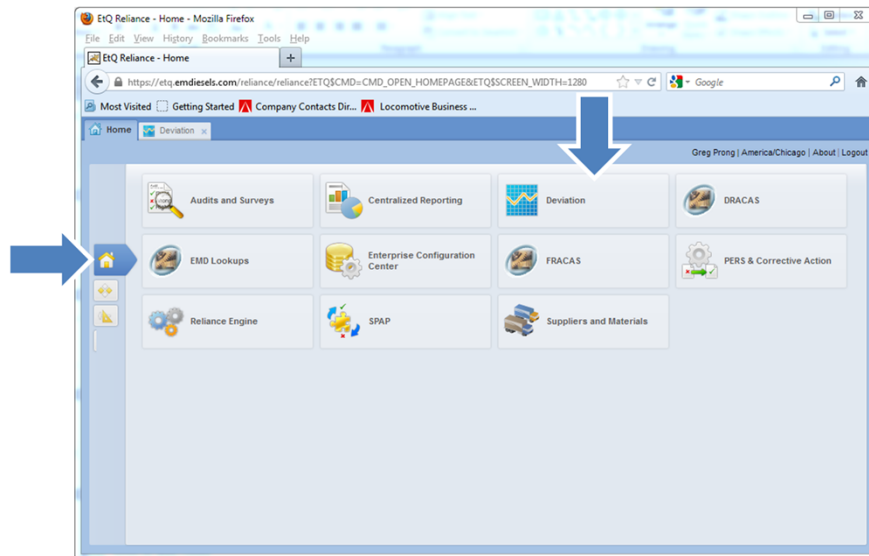 EtQ Reliance - Home - Mozilla Firefox
File Edit View History Bookmarks Tools Help
EtQ Reliance - Home
https://etq.emdiesels.com/reliance/reliance?ETQ$CMD=CMD_OPEN_HOMEPAGE&ETQ$SCREEN_WIDTH=1280
Google
Most Visited Getting Started Company Contacts Dir... Locomotive Business ...
Home Deviation
Greg Prong | America/Chicago | About | Logout
Audits and Surveys Centralized Reporting Deviation DRACAS
EMD Lookups Enterprise Configuration Center FRACAS PERS & Corrective Action
Reliance Engine SPAP Suppliers and Materials